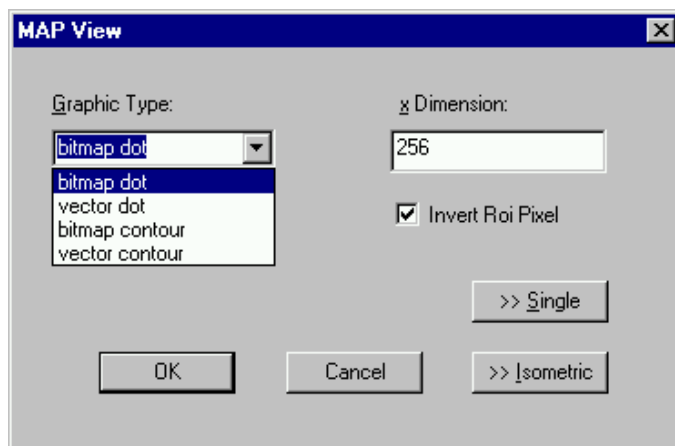 MAP View
Graphic Type:
x Dimension:
bitmap dot
256
bitmap dot
vector dot
bitmap contour
vector contour
Invert Roi Pixel
>> Single
OK
Cancel
>> Isometric